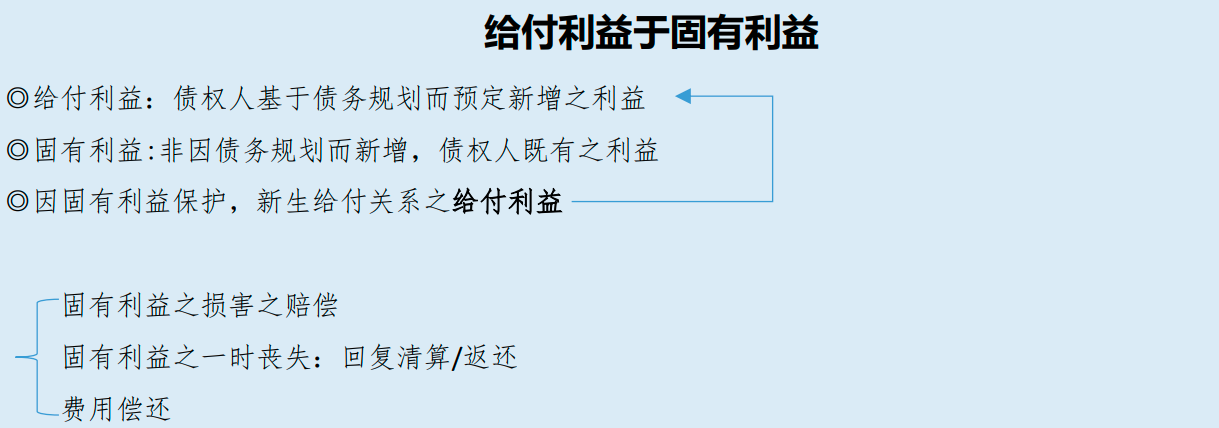 给付利益于固有利益
◎给付利益：债权人基于债务规划而预定新增之利益
◎固有利益:非因债务规划而新增，债权人既有之利益
◎因固有利益保护，新生给付关系之给付利益
固有利益之损害之赔偿
固有利益之一时丧失：回复清算/返还
费用偿还